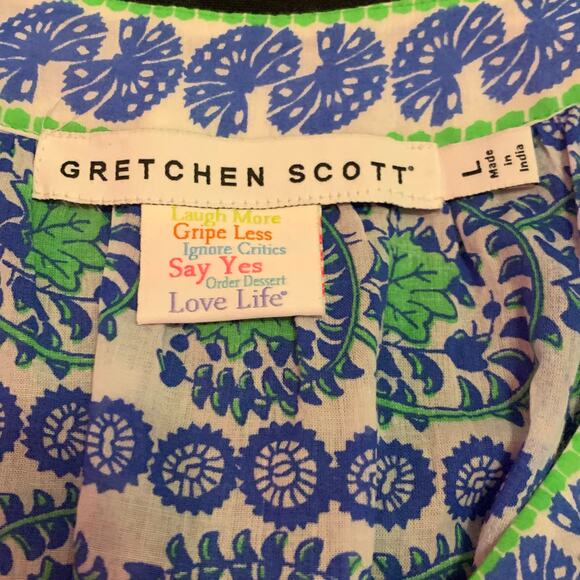 GRETCHEN SCOTT®
L
Made
in
India
Laugh More
Gripe Less
Ignore Critics
Say Yes
Order Dessert
Love Life®